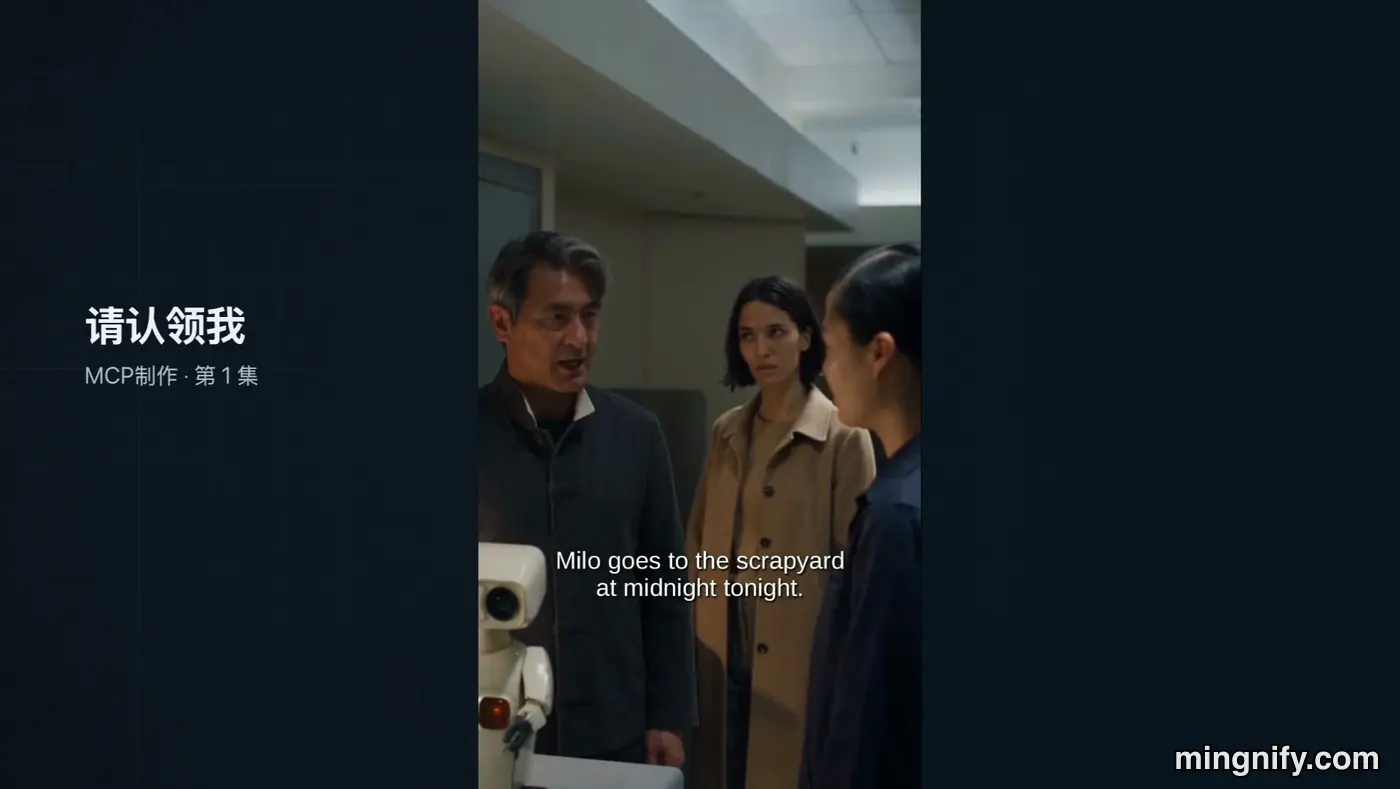 请认领我
MCP制作 · 第 1 集
Milo goes to the scrapyard
at midnight tonight.
mingnify.com